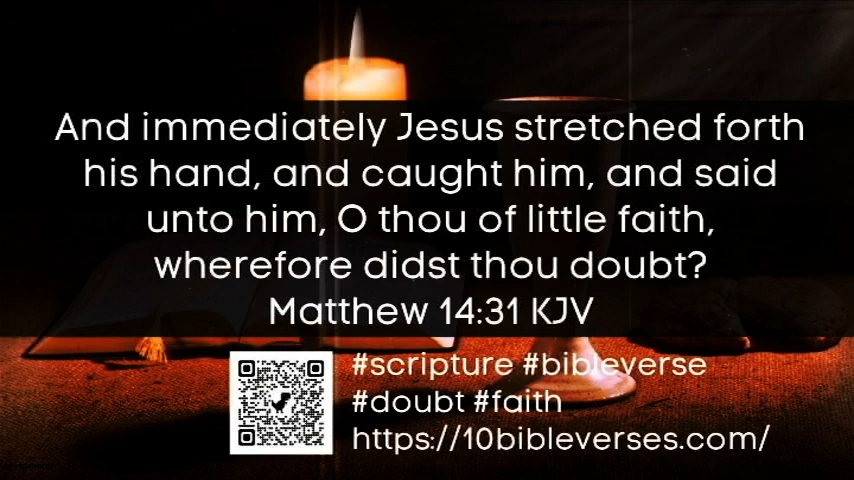 And immediately Jesus stretched forth
his hand, and caught him, and said
unto him, O thou of little faith,
wherefore didst thou doubt?
Matthew 14:31 KJV
#scripture #bibleverse
#doubt #faith
https://10bibleverses.com/